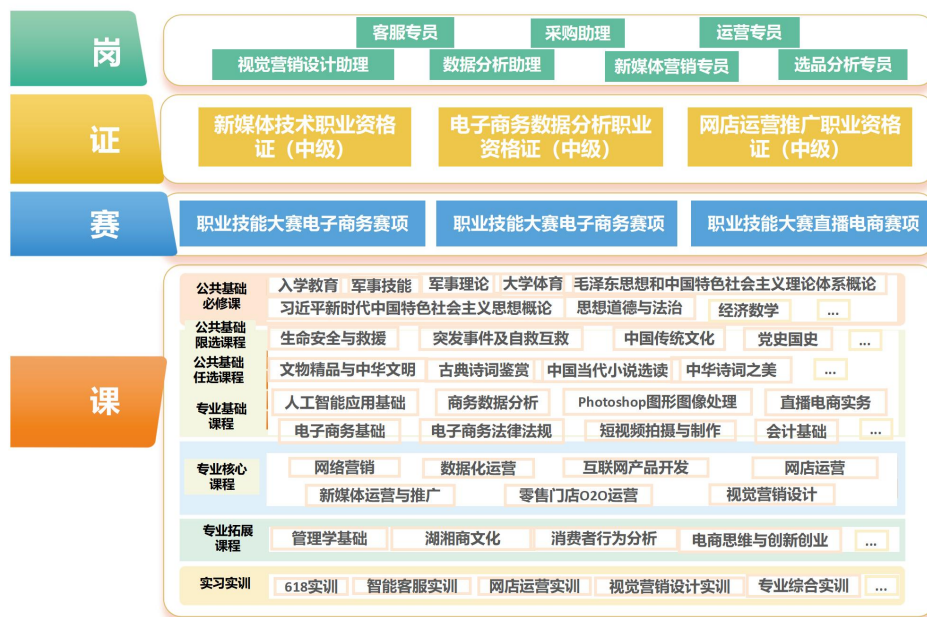 岗
客服专员 采购助理 运营专员
视觉营销设计助理 数据分析助理 新媒体营销专员 选品分析专员
证
新媒体技术职业资格
证（中级）
电子商务数据分析职业
资格证（中级）
网店运营推广职业资格
证（中级）
赛
职业技能大赛电子商务赛项 职业技能大赛电子商务赛项 职业技能大赛直播电商赛项
课
公共基础
必修课
入学教育 军事技能 军事理论 大学体育 毛泽东思想和中国特色社会主义理论体系概论
习近平新时代中国特色社会主义思想概论 思想道德与法治 经济数学 ...
公共基础
限选课程
生命安全与救援 突发事件及自救互救 中国传统文化 党史国史 ...
公共基础
任选课程
文物精品与中华文明 古典诗词鉴赏 中国当代小说选读 中华诗词之美 ...
专业基础
课程
人工智能应用基础 商务数据分析 Photoshop图形图像处理 直播电商实务
电子商务基础 电子商务法律法规 短视频拍摄与制作 会计基础 ...
专业核心
课程
网络营销 数据化运营 互联网产品开发 网店运营
新媒体运营与推广 零售门店O2O运营 视觉营销设计
专业拓展
课程
管理学基础 湖湘商文化 消费者行为分析 电商思维与创新创业 ...
实习实训
618实训 智能客服实训 网店运营实训 视觉营销设计实训 专业综合实训 ...